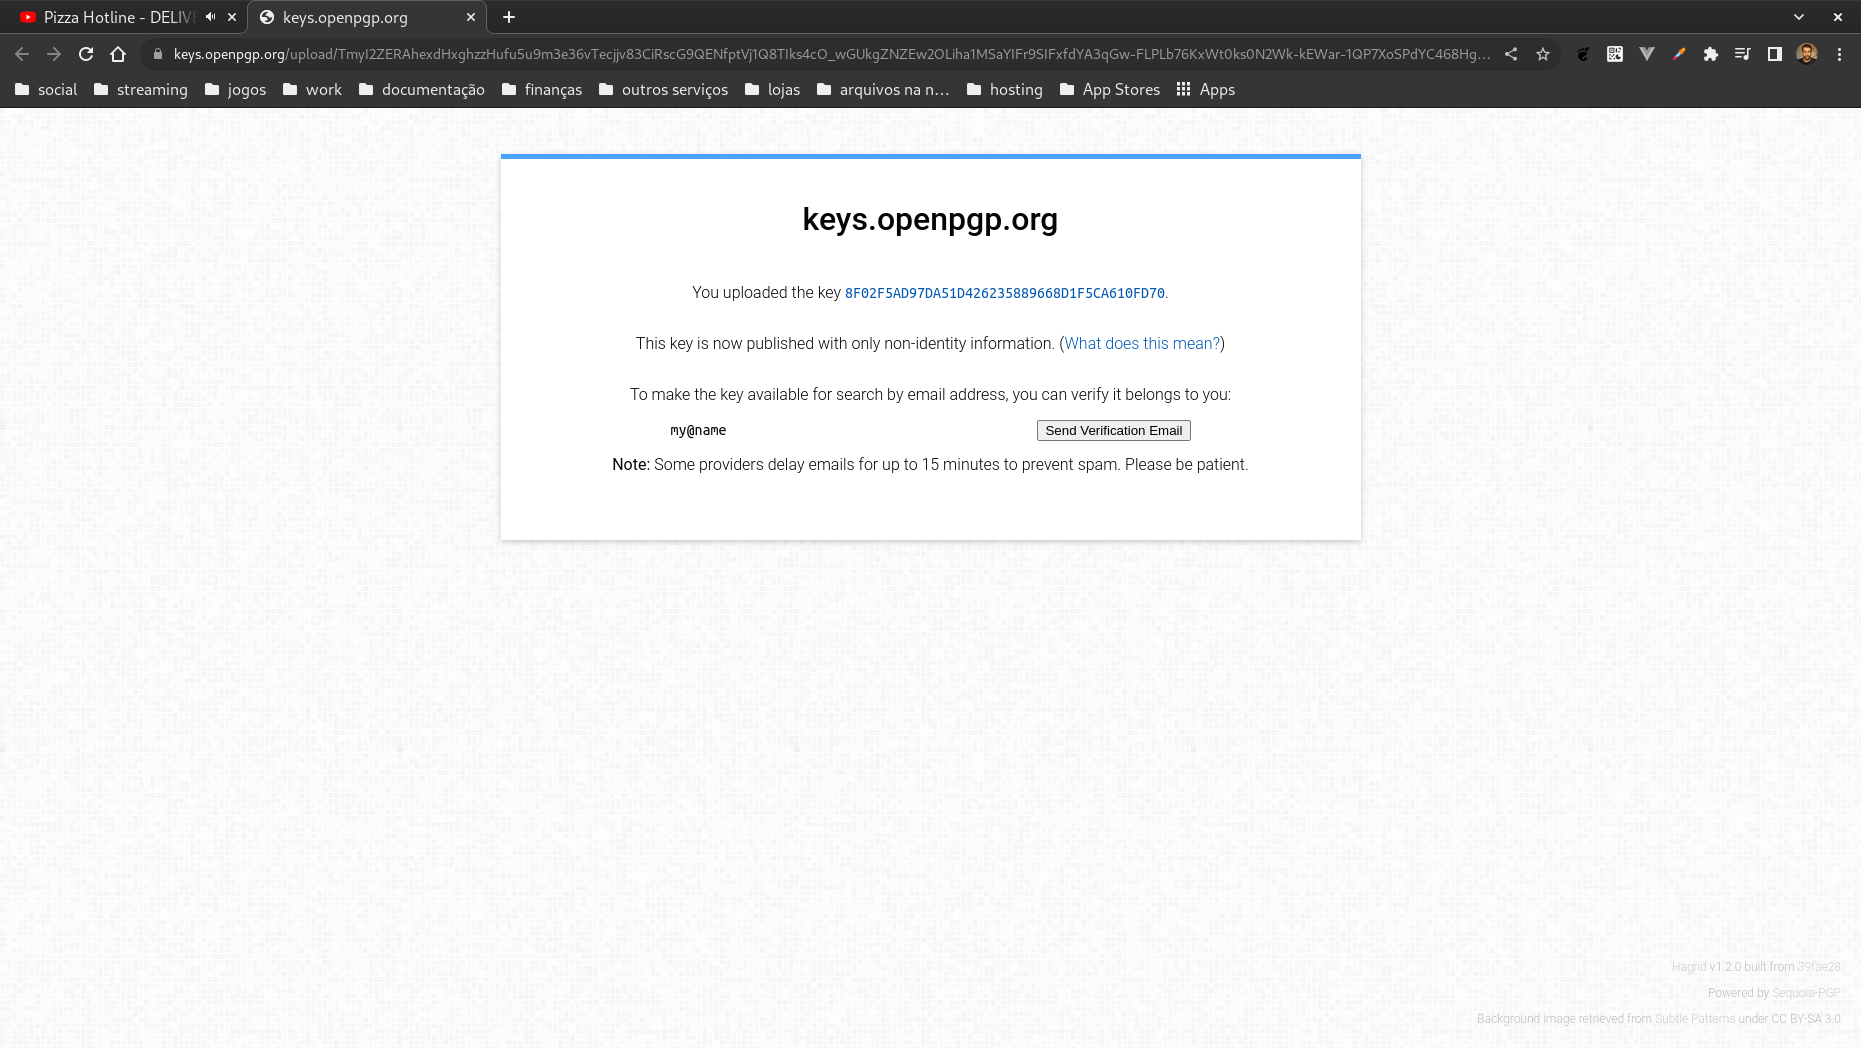 Pizza Hotline - DELIVE
keys.openpgp.org
keys.openpgp.org/upload/TmyI2ZERAhexdHxghzzHufu5u9m3e36vTecjjv83CiRscG9QENfptVj1Q8TIks4cO_wGUkgZNZEw2OLiha1MSaYIFr9SIFxfdYA3qGw-FLPLb76KxWt0ks0N2Wk-kEWar-1QP7XoSPdYC468Hg...
social streaming jogos work documentação finanças outros serviços lojas arquivos na n... hosting App Stores Apps
keys.openpgp.org
You uploaded the key 8F02F5AD97DA51D426235889668D1F5CA610FD70.
This key is now published with only non-identity information. (What does this mean?)
To make the key available for search by email address, you can verify it belongs to you:
my@name Send Verification Email
Note: Some providers delay emails for up to 15 minutes to prevent spam. Please be patient.
Hagrid v1.2.0 built from 39fae28
Powered by Sequoia-PGP
Background image retrieved from Subtle Patterns under CC BY-SA 3.0